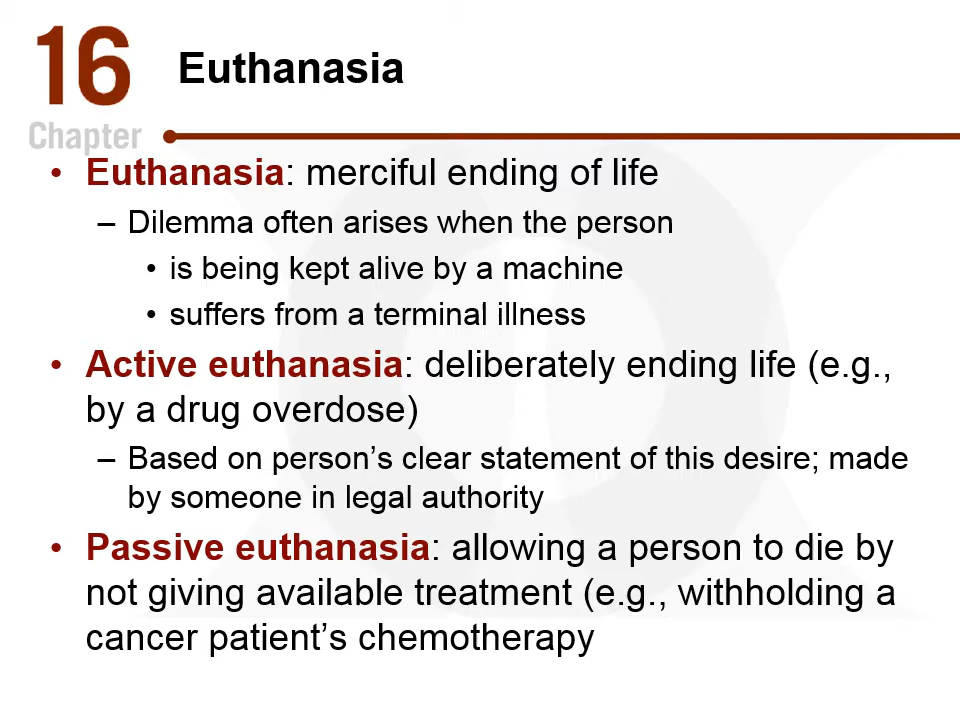 16
Chapter
Euthanasia
• Euthanasia: merciful ending of life
– Dilemma often arises when the person
• is being kept alive by a machine
• suffers from a terminal illness
• Active euthanasia: deliberately ending life (e.g.,
by a drug overdose)
– Based on person’s clear statement of this desire; made
by someone in legal authority
• Passive euthanasia: allowing a person to die by
not giving available treatment (e.g., withholding a
cancer patient’s chemotherapy